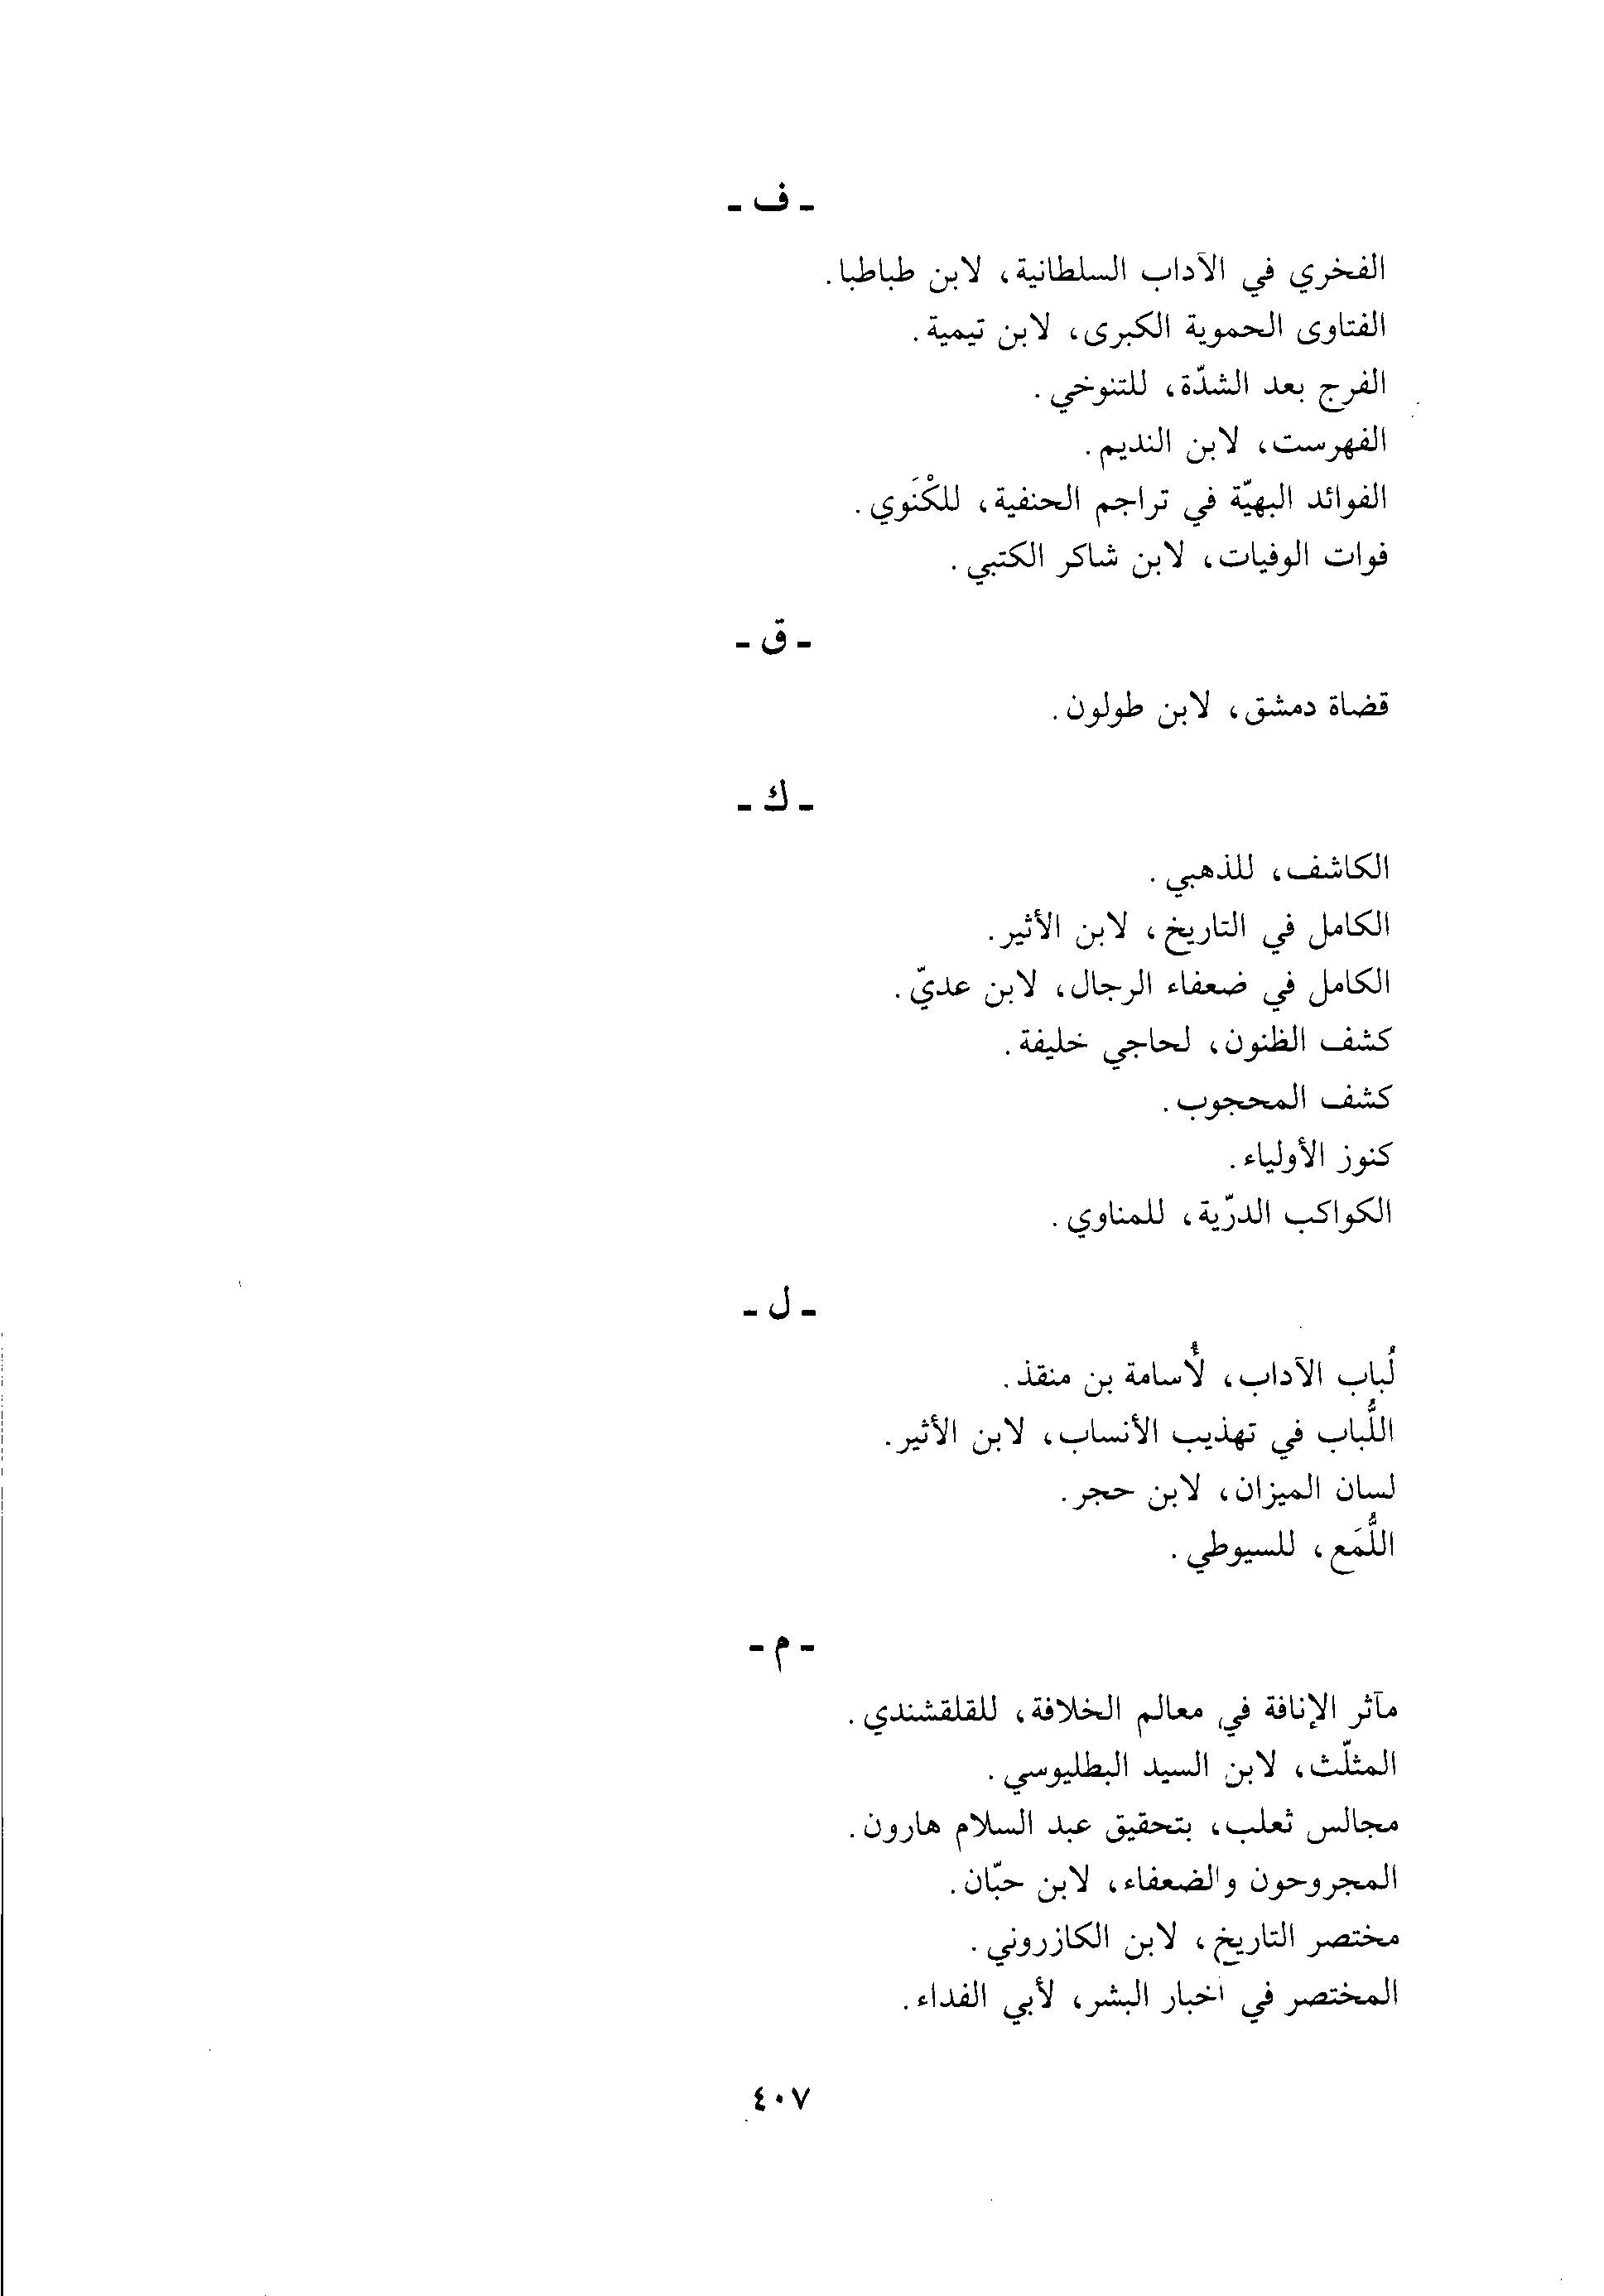 - ف -
الفخري في الآداب السلطانية، لابن طباطبا.
الفتاوى الحموية الكبرى، لابن تيمية.
الفرج بعد الشدّة، للتنوخي.
الفهرست، لابن النديم.
الفوائد البهيّة في تراجم الحنفية، للكْنَوي.
فوات الوفيات، لابن شاكر الكتبي.
- ق -
قضاة دمشق، لابن طولون.
- ك -
الكاشف، للذهبي.
الكامل في التاريخ، لابن الأثير.
الكامل في ضعفاء الرجال، لابن عديّ.
كشف الظنون، لحاجي خليفة.
كشف المحجوب.
كنوز الأولياء.
الكواكب الدرّية، للمناوي.
- ل -
لُباب الآداب، لأُسامة بن منقذ.
اللُّباب في تهذيب الأنساب، لابن الأثير.
لسان الميزان، لابن حجر.
اللُّمَع، للسيوطي.
- م -
مآثر الإنافة في معالم الخلافة، للقلقشندي.
المثلّث، لابن السيد البطليوسي.
مجالس ثعلب، بتحقيق عبد السلام هارون.
المجروحون والضعفاء، لابن حبّان.
مختصر التاريخ، لابن الكازروني.
المختصر في أخبار البشر، لأبي الفداء.
٤٠٧